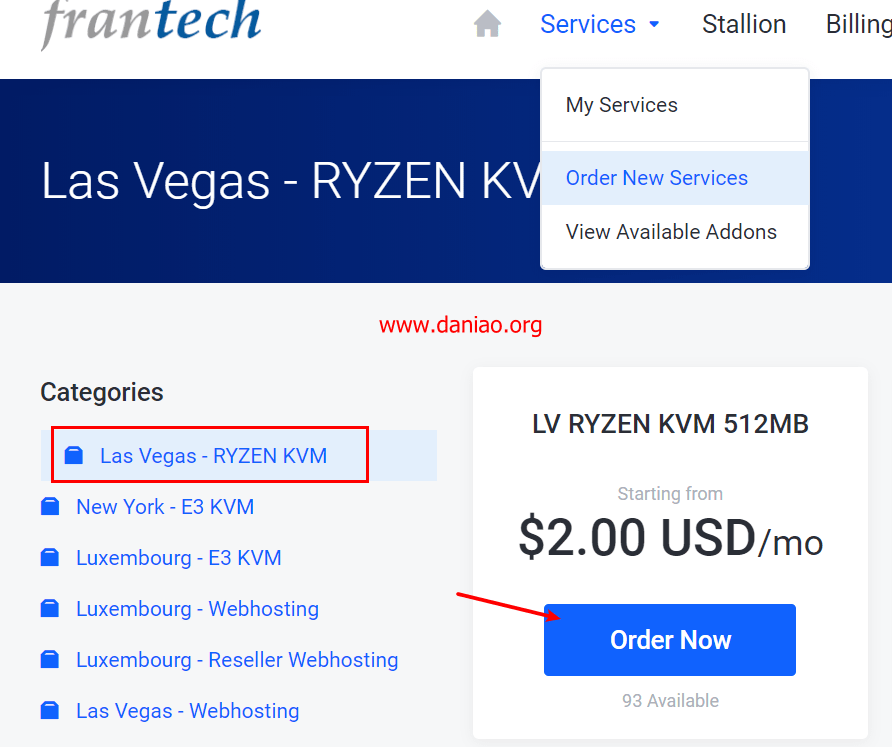 frantech
Services
Stallion
Billing
My Services
Order New Services
View Available Addons
Las Vegas - RYZEN KV
www.daniao.org
Categories
Las Vegas - RYZEN KVM
New York - E3 KVM
Luxembourg - E3 KVM
Luxembourg - Webhosting
Luxembourg - Reseller Webhosting
Las Vegas - Webhosting
LV RYZEN KVM 512MB
Starting from
$2.00 USD/mo
Order Now
93 Available